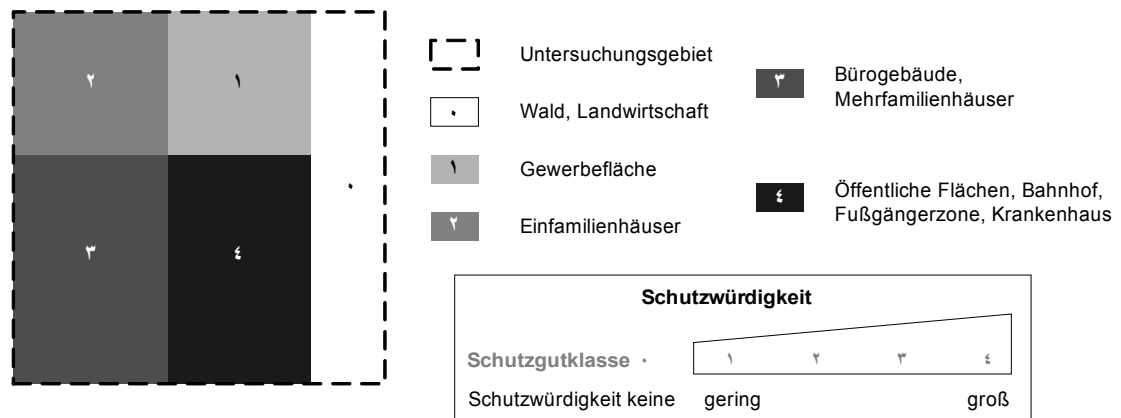 ٢
١
٠
٣
٤
Untersuchungsgebiet
٠
Wald, Landwirtschaft
١
Gewerbefläche
٢
Einfamilienhäuser
٣
Bürogebäude,
Mehrfamilienhäuser
٤
Öffentliche Flächen, Bahnhof,
Fußgängerzone, Krankenhaus
Schutzwürdigkeit
Schutzgutklasse ٠ ١ ٢ ٣ ٤
Schutzwürdigkeit keine gering groß